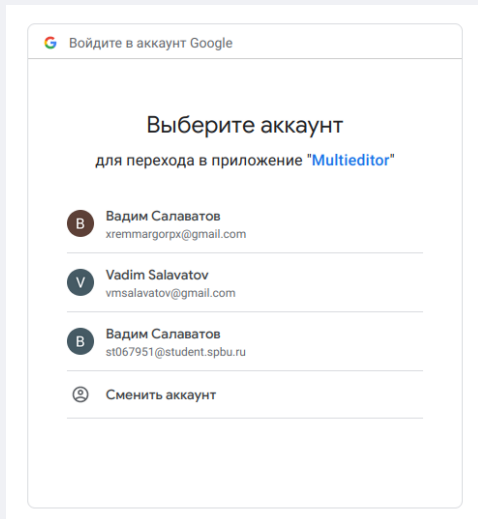 Войдите в аккаунт Google
Выберите аккаунт
для перехода в приложение "Multieditor"
В
Вадим Салаватов
xremmargorpx@gmail.com
V
Vadim Salavatov
vmsalavatov@gmail.com
В
Вадим Салаватов
st067951@student.spbu.ru
Сменить аккаунт